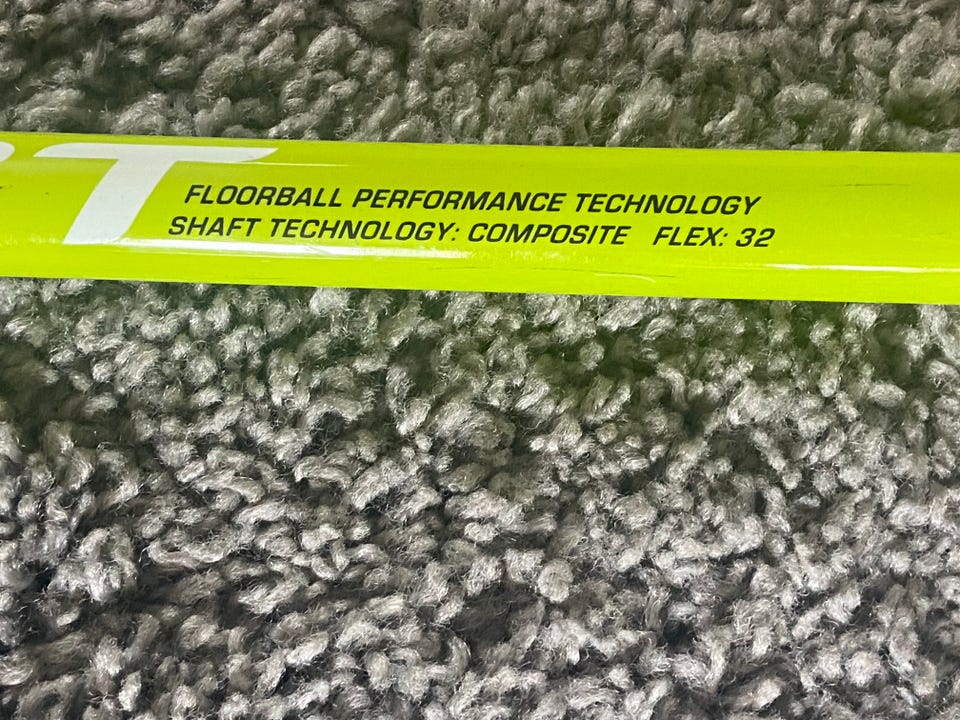 T
FLOORBALL PERFORMANCE TECHNOLOGY
SHAFT TECHNOLOGY: COMPOSITE FLEX: 32